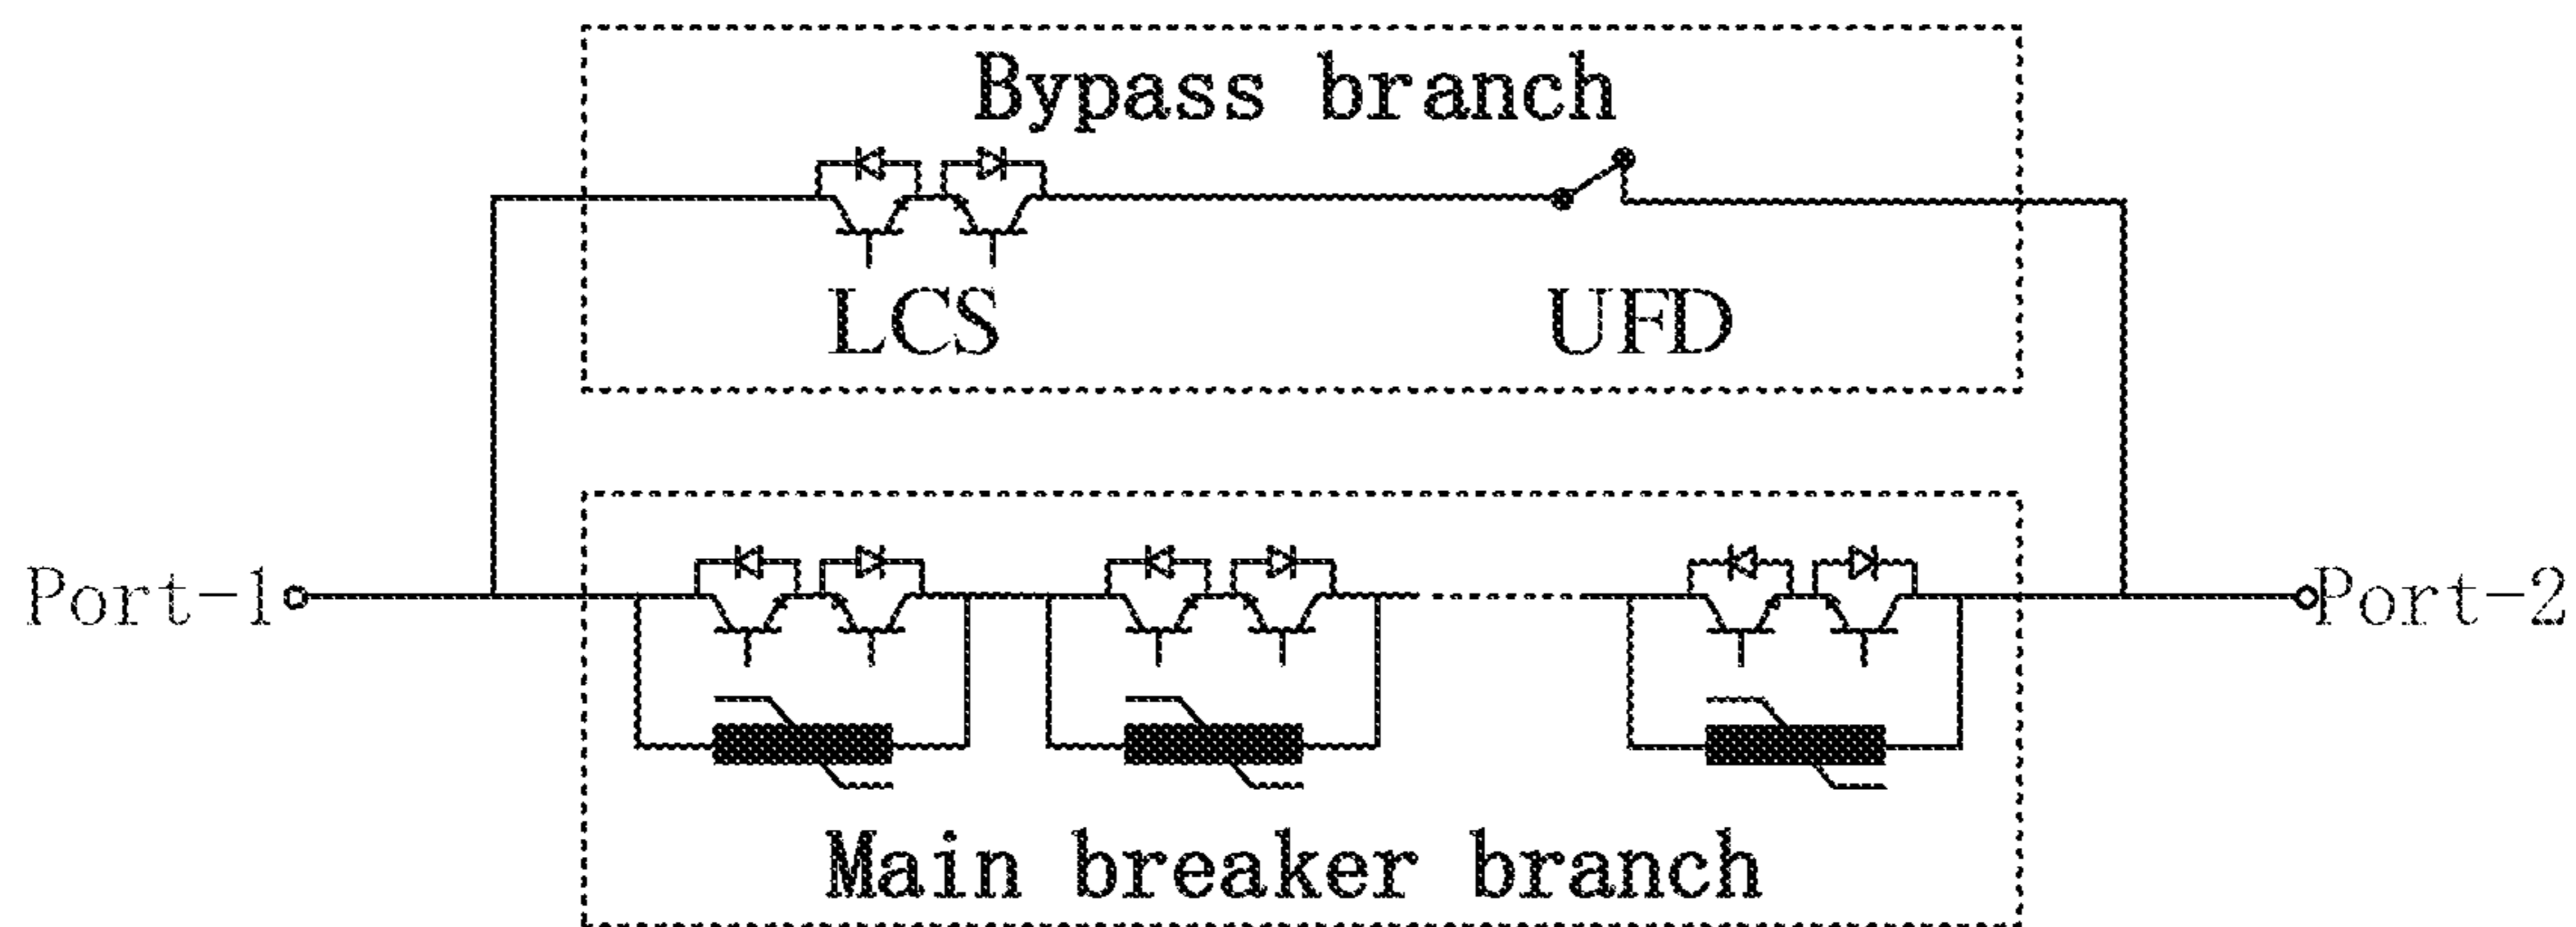 Bypass branch
LCS
UFD
Port-1
Port-2
Main breaker branch